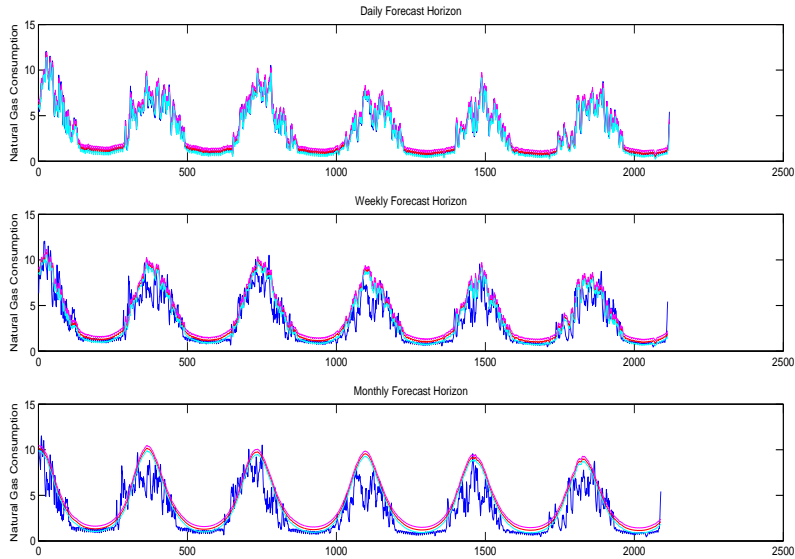 Daily Forecast Horizon
Natural Gas Consumption
15
10
5
0
0 500 1000 1500 2000 2500
Weekly Forecast Horizon
Natural Gas Consumption
15
10
5
0
0 500 1000 1500 2000 2500
Monthly Forecast Horizon
Natural Gas Consumption
15
10
5
0
0 500 1000 1500 2000 2500